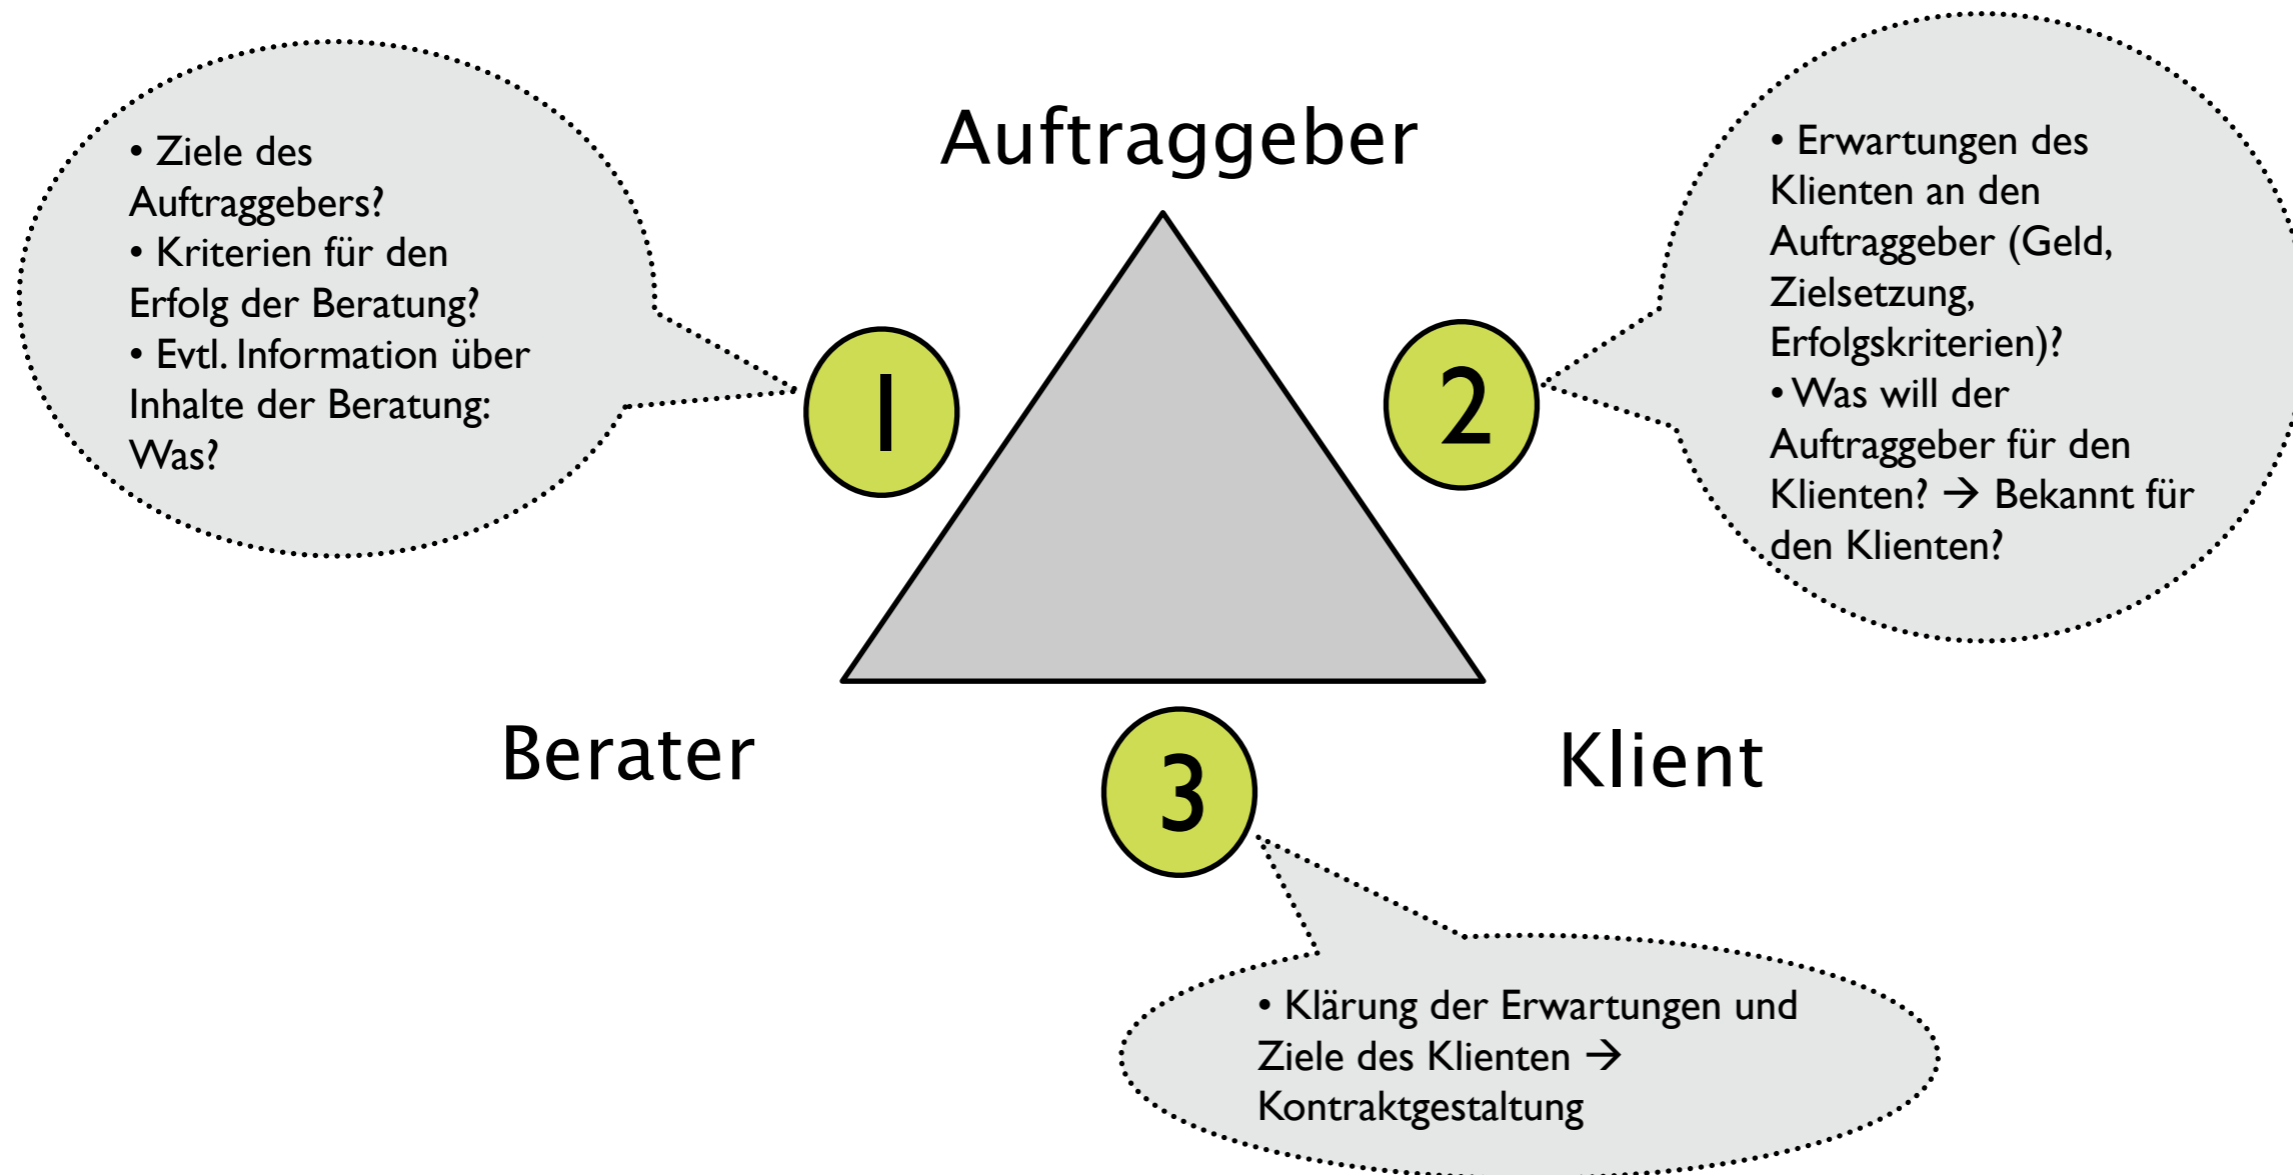 Auftraggeber
• Ziele des
Auftraggebers?
• Kriterien für den
Erfolg der Beratung?
• Evtl. Information über
Inhalte der Beratung:
Was?
1
2
• Erwartungen des
Klienten an den
Auftraggeber (Geld,
Zielsetzung,
Erfolgskriterien)?
• Was will der
Auftraggeber für den
Klienten? → Bekannt für
den Klienten?
Berater
3
Klient
• Klärung der Erwartungen und
Ziele des Klienten →
Kontraktgestaltung